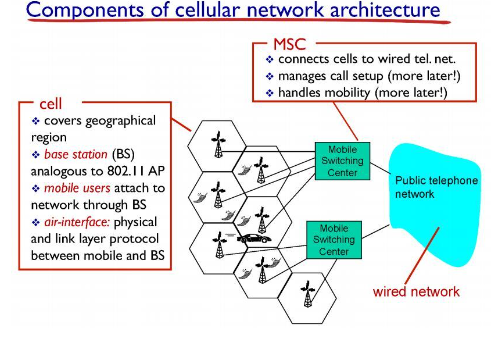 Components of cellular network architecture
MSC
❖ connects cells to wired tel. net.
❖ manages call setup (more later!)
❖ handles mobility (more later!)
cell
❖ covers geographical
region
❖ base station (BS)
analogous to 802.11 AP
❖ mobile users attach to
network through BS
❖ air-interface: physical
and link layer protocol
between mobile and BS
Mobile
Switching
Center
Public telephone
network
Mobile
Switching
Center
wired network